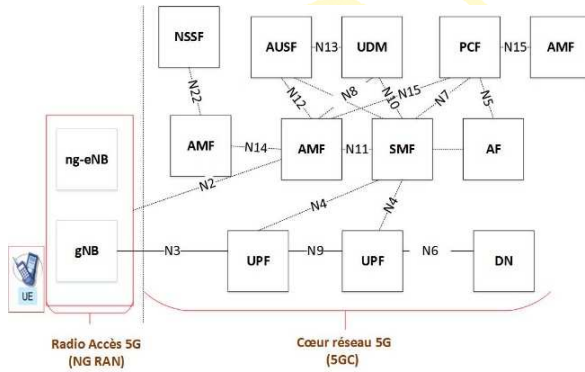 NSSF
AUSF
N13
UDM
PCF
N15
AMF
N22
N12
N8
N10
N15
N7
N5
AMF
N14
AMF
N11
SMF
AF
ng-eNB
N2
N4
N4
gNB
N3
UPF
N9
UPF
N6
DN
UE
Radio Accès 5G
(NG RAN)
Cœur réseau 5G
(5GC)